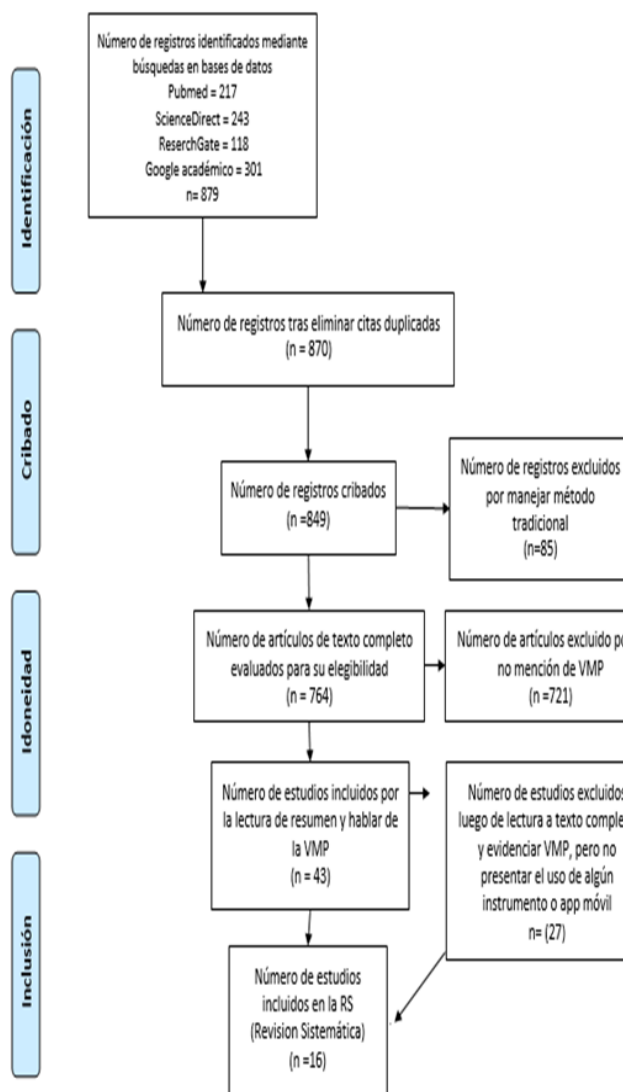 Identificación
Número de registros identificados mediante
búsquedas en bases de datos
Pubmed = 217
ScienceDirect = 243
ReserchGate = 118
Google académico = 301
n= 879
Número de registros tras eliminar citas duplicadas
(n = 870)
Cribado
Número de registros cribados
(n =849)
Número de registros excluidos
por manejar método
tradicional
(n=85)
Idoneidad
Número de artículos de texto completo
evaluados para su elegibilidad
(n = 764)
Número de artículos excluido po
no mención de VMP
(n =721)
Número de estudios incluidos por
la lectura de resumen y hablar de
la VMP
(n = 43)
Número de estudios excluidos
luego de lectura a texto comple
y evidenciar VMP, pero no
presentar el uso de algún
instrumento o app móvil
n= (27)
Inclusión
Número de estudios
incluidos en la RS
(Revision Sistemática)
(n =16)